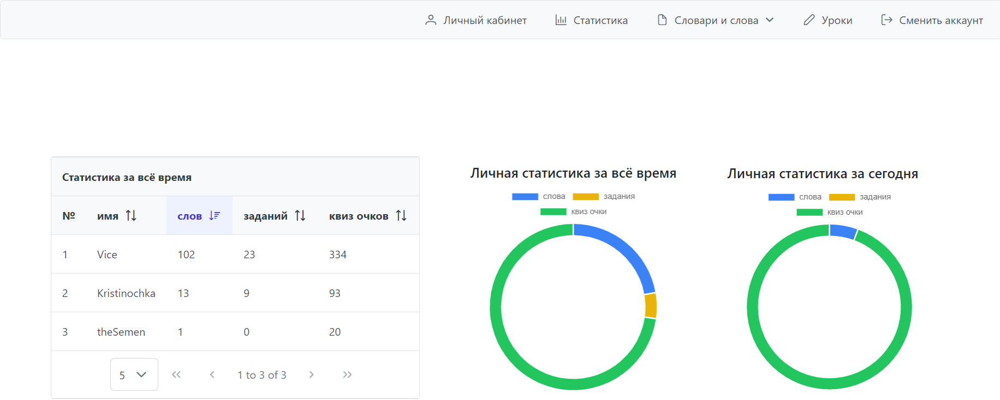 Личный кабинет Статистика Словари и слова Уроки Сменить аккаунт
Статистика за всё время
№ имя слов заданий квиз очков
1 Vice 102 23 334
2 Kristinochka 13 9 93
3 theSemen 1 0 20
5 1 to 3 of 3
Личная статистика за всё время
слова задания
квиз очки
Личная статистика за сегодня
слова задания
квиз очки